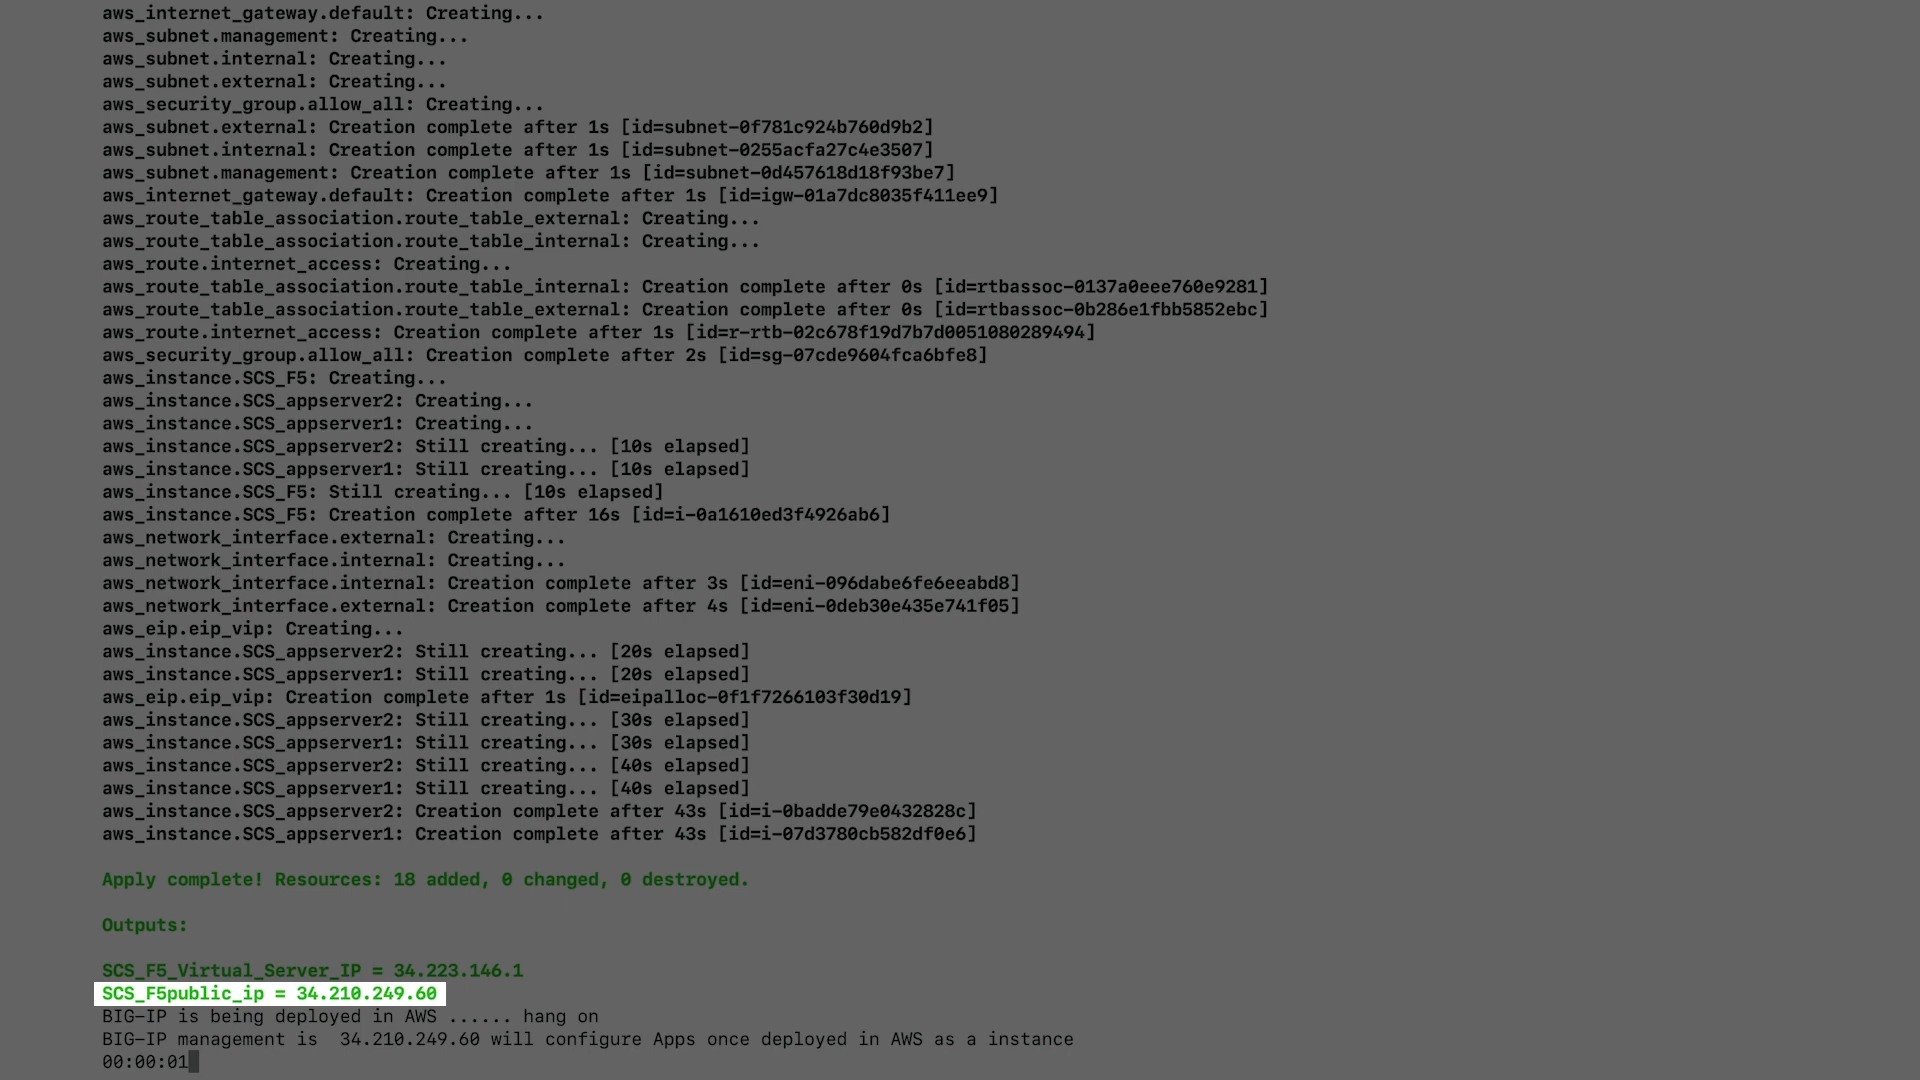 aws_internet_gateway.default: Creating...
aws_subnet.management: Creating...
aws_subnet.internal: Creating...
aws_subnet.external: Creating...
aws_security_group.allow_all: Creating...
aws_subnet.external: Creation complete after 1s [id=subnet-0f781c924b760d9b2]
aws_subnet.internal: Creation complete after 1s [id=subnet-0255acfa27c4e3507]
aws_subnet.management: Creation complete after 1s [id=subnet-0d457618d18f93be7]
aws_internet_gateway.default: Creation complete after 1s [id=igw-01a7dc8035f411ee9]
aws_route_table_association.route_table_external: Creating...
aws_route_table_association.route_table_internal: Creating...
aws_route.internet_access: Creating...
aws_route_table_association.route_table_internal: Creation complete after 0s [id=rtbassoc-0137a0eee760e9281]
aws_route_table_association.route_table_external: Creation complete after 0s [id=rtbassoc-0b286e1fbb5852ebc]
aws_route.internet_access: Creation complete after 1s [id=r-rtb-02c678f19d7b7d0051080289494]
aws_security_group.allow_all: Creation complete after 2s [id=sg-07cde9604fca6bfe8]
aws_instance.SCS_F5: Creating...
aws_instance.SCS_appserver2: Creating...
aws_instance.SCS_appserver1: Creating...
aws_instance.SCS_appserver2: Still creating... [10s elapsed]
aws_instance.SCS_appserver1: Still creating... [10s elapsed]
aws_instance.SCS_F5: Still creating... [10s elapsed]
aws_instance.SCS_F5: Creation complete after 16s [id=i-0a1610ed3f4926ab6]
aws_network_interface.external: Creating...
aws_network_interface.internal: Creating...
aws_network_interface.internal: Creation complete after 3s [id=eni-096dabe6fe6eeabd8]
aws_network_interface.external: Creation complete after 4s [id=eni-0deb30e435e741f05]
aws_eip.eip_vip: Creating...
aws_instance.SCS_appserver2: Still creating... [20s elapsed]
aws_instance.SCS_appserver1: Still creating... [20s elapsed]
aws_eip.eip_vip: Creation complete after 1s [id=eipalloc-0f1f7266103f30d19]
aws_instance.SCS_appserver2: Still creating... [30s elapsed]
aws_instance.SCS_appserver1: Still creating... [30s elapsed]
aws_instance.SCS_appserver2: Still creating... [40s elapsed]
aws_instance.SCS_appserver1: Still creating... [40s elapsed]
aws_instance.SCS_appserver2: Creation complete after 43s [id=i-0badde79e0432828c]
aws_instance.SCS_appserver1: Creation complete after 43s [id=i-07d3780cb582df0e6]
Apply complete! Resources: 18 added, 0 changed, 0 destroyed.
Outputs:
SCS_F5_Virtual_Server_IP = 34.223.146.1
SCS_F5public_ip = 34.210.249.60
BIG-IP is being deployed in AWS ...... hang on
BIG-IP management is  34.210.249.60 will configure Apps once deployed in AWS as a instance
00:00:01